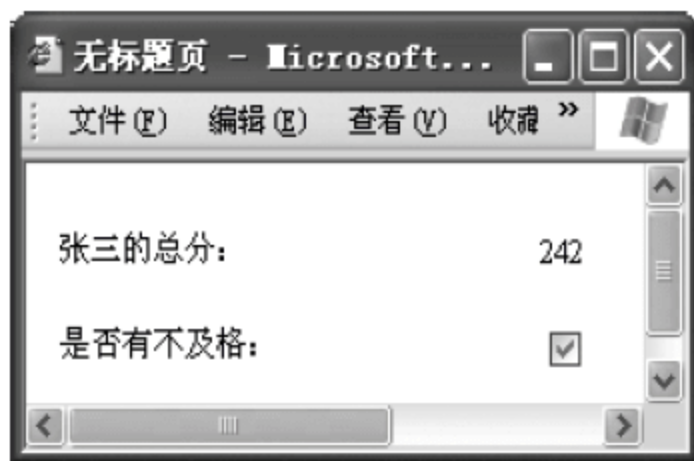 无标题页 - Microsoft...
文件(F) 编辑(E) 查看(V) 收藏 »
张三的总分： 242
是否有不及格：